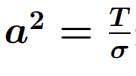 a² = T/σ